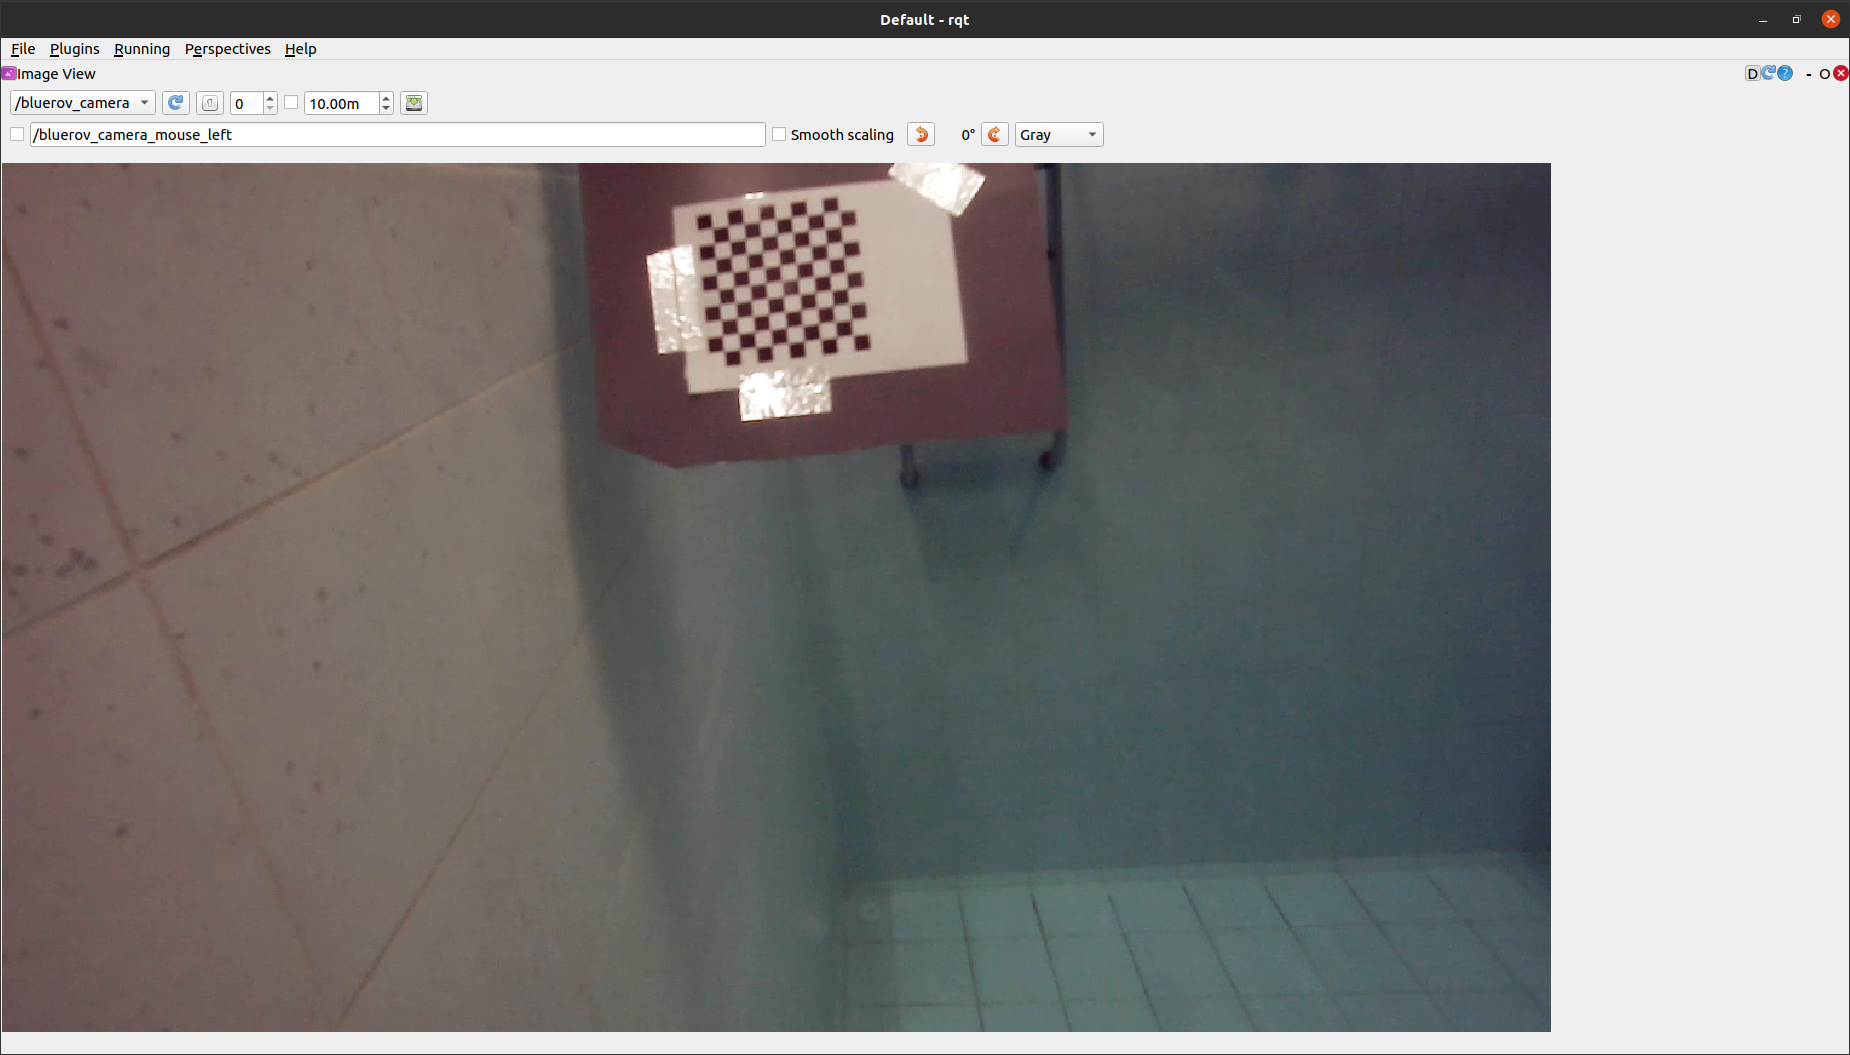 Default - rqt
File Plugins Running Perspectives Help
Image View D ? - O
/bluerov_camera 0 10.00m
/bluerov_camera_mouse_left Smooth scaling 0° Gray